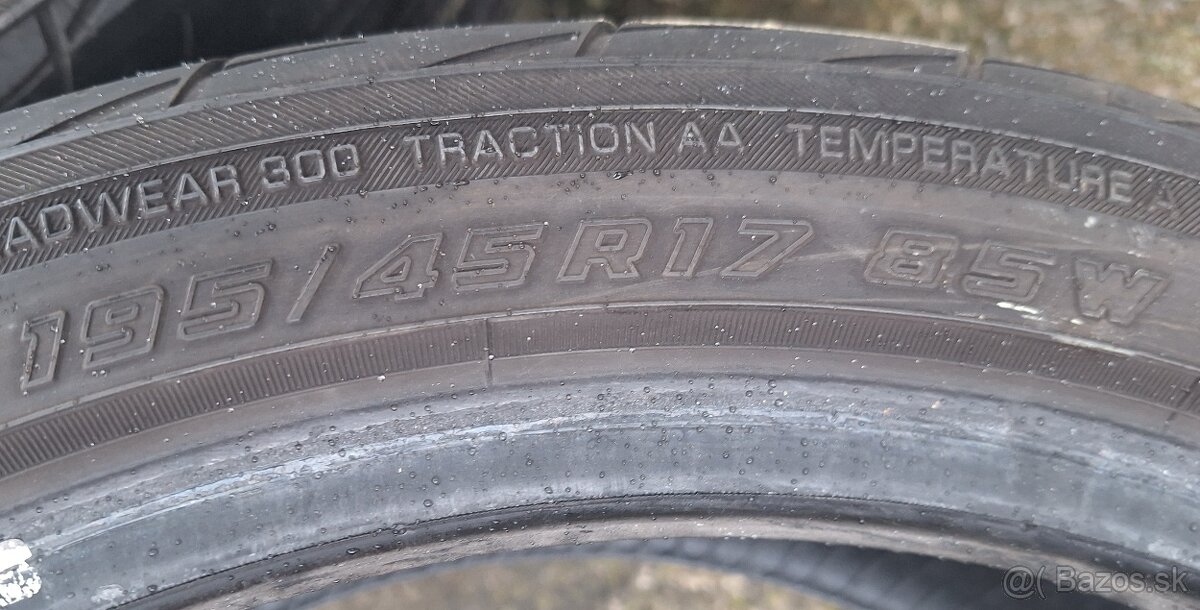 ADWEAR 300 TRACTION AA TEMPERATURE A
195/45R17 85W
@( Bazos.sk